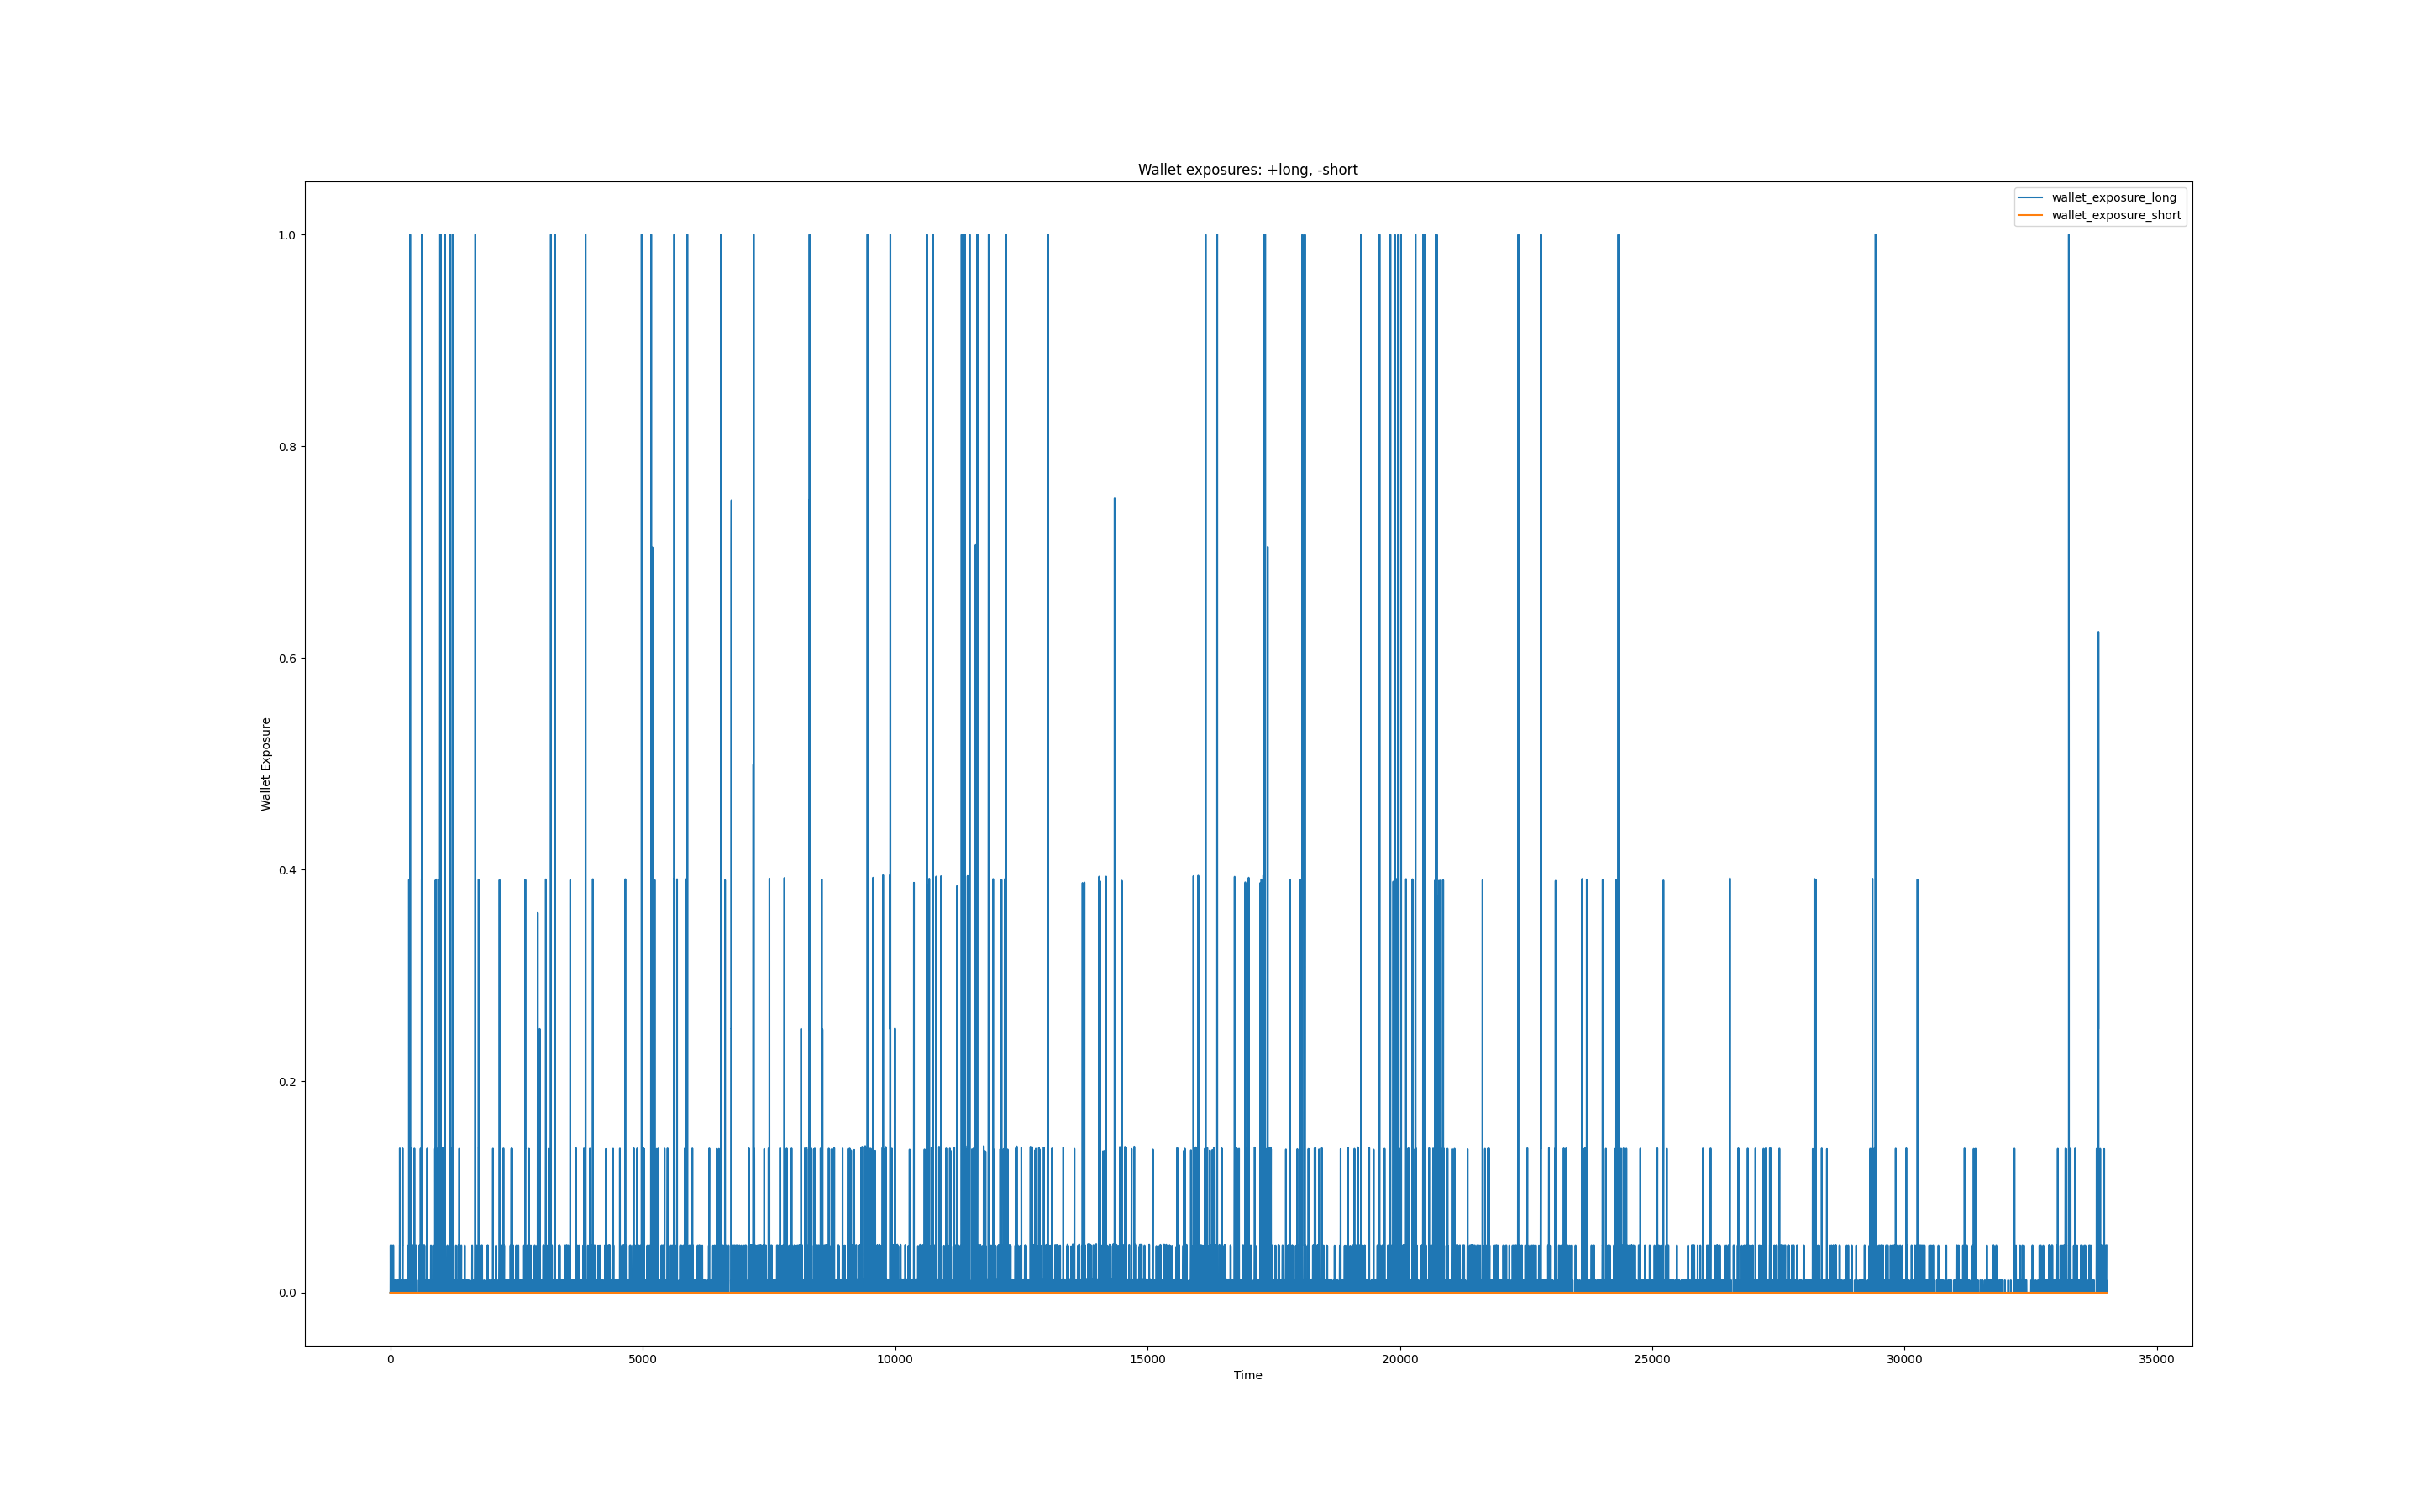 Wallet exposures: +long, -short
wallet_exposure_long
wallet_exposure_short
1.0
0.8
0.6
0.4
0.2
0.0
Wallet Exposure
0 5000 10000 15000 20000 25000 30000 35000
Time